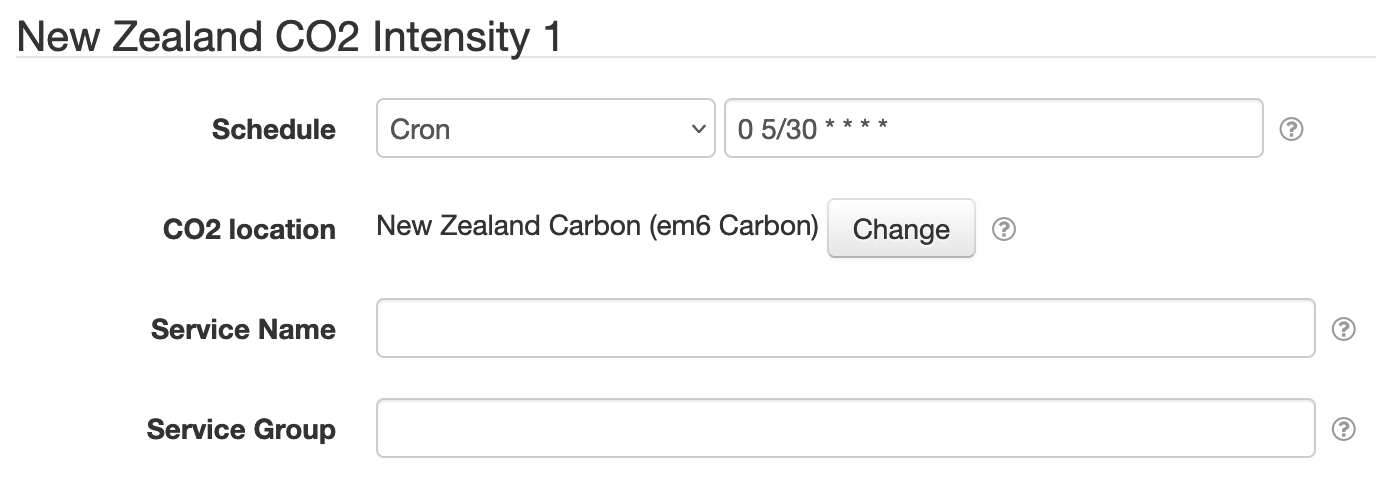 New Zealand CO2 Intensity 1
Schedule Cron 0 5/30 * * * * ?
CO2 location New Zealand Carbon (em6 Carbon) Change ?
Service Name ?
Service Group ?